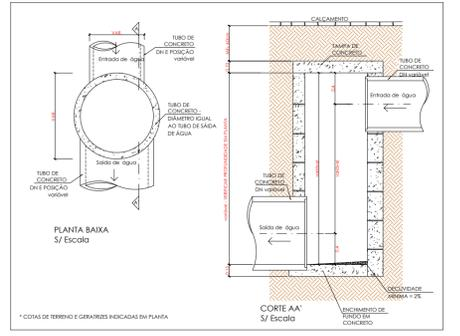 TUBO DE
CONCRETO
DN E POSIÇÃO
variável
Entrada de água
TUBO DE
CONCRETO -
DIÂMETRO IGUAL
AO TUBO DE SAÍDA
DE ÁGUA
Saída de água
TUBO DE
CONCRETO
DN E POSIÇÃO
variável
PLANTA BAIXA
S/ Escala
* COTAS DE TERRENO E GERATRIZES INDICADAS EM PLANTA
CALÇAMENTO
TAMPA DE
CONCRETO
TUBO DE
CONCRETO
DN variável
Entrada de água
variável
variável
TUBO DE
CONCRETO
DN variável
Saída de água
DECLIVIDADE
MÍNIMA = 2%
ENCHIMENTO DE
FUNDO EM
CONCRETO
CORTE AA'
S/ Escala